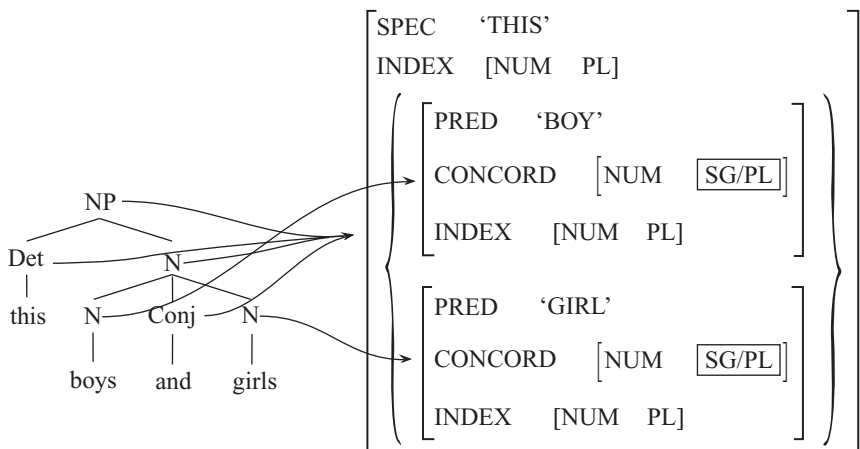 SPEC ‘THIS’
INDEX [NUM PL]
PRED ‘BOY’
CONCORD [NUM SG/PL]
INDEX [NUM PL]
PRED ‘GIRL’
CONCORD [NUM SG/PL]
INDEX [NUM PL]
NP
Det N
this N Conj N
boys and girls